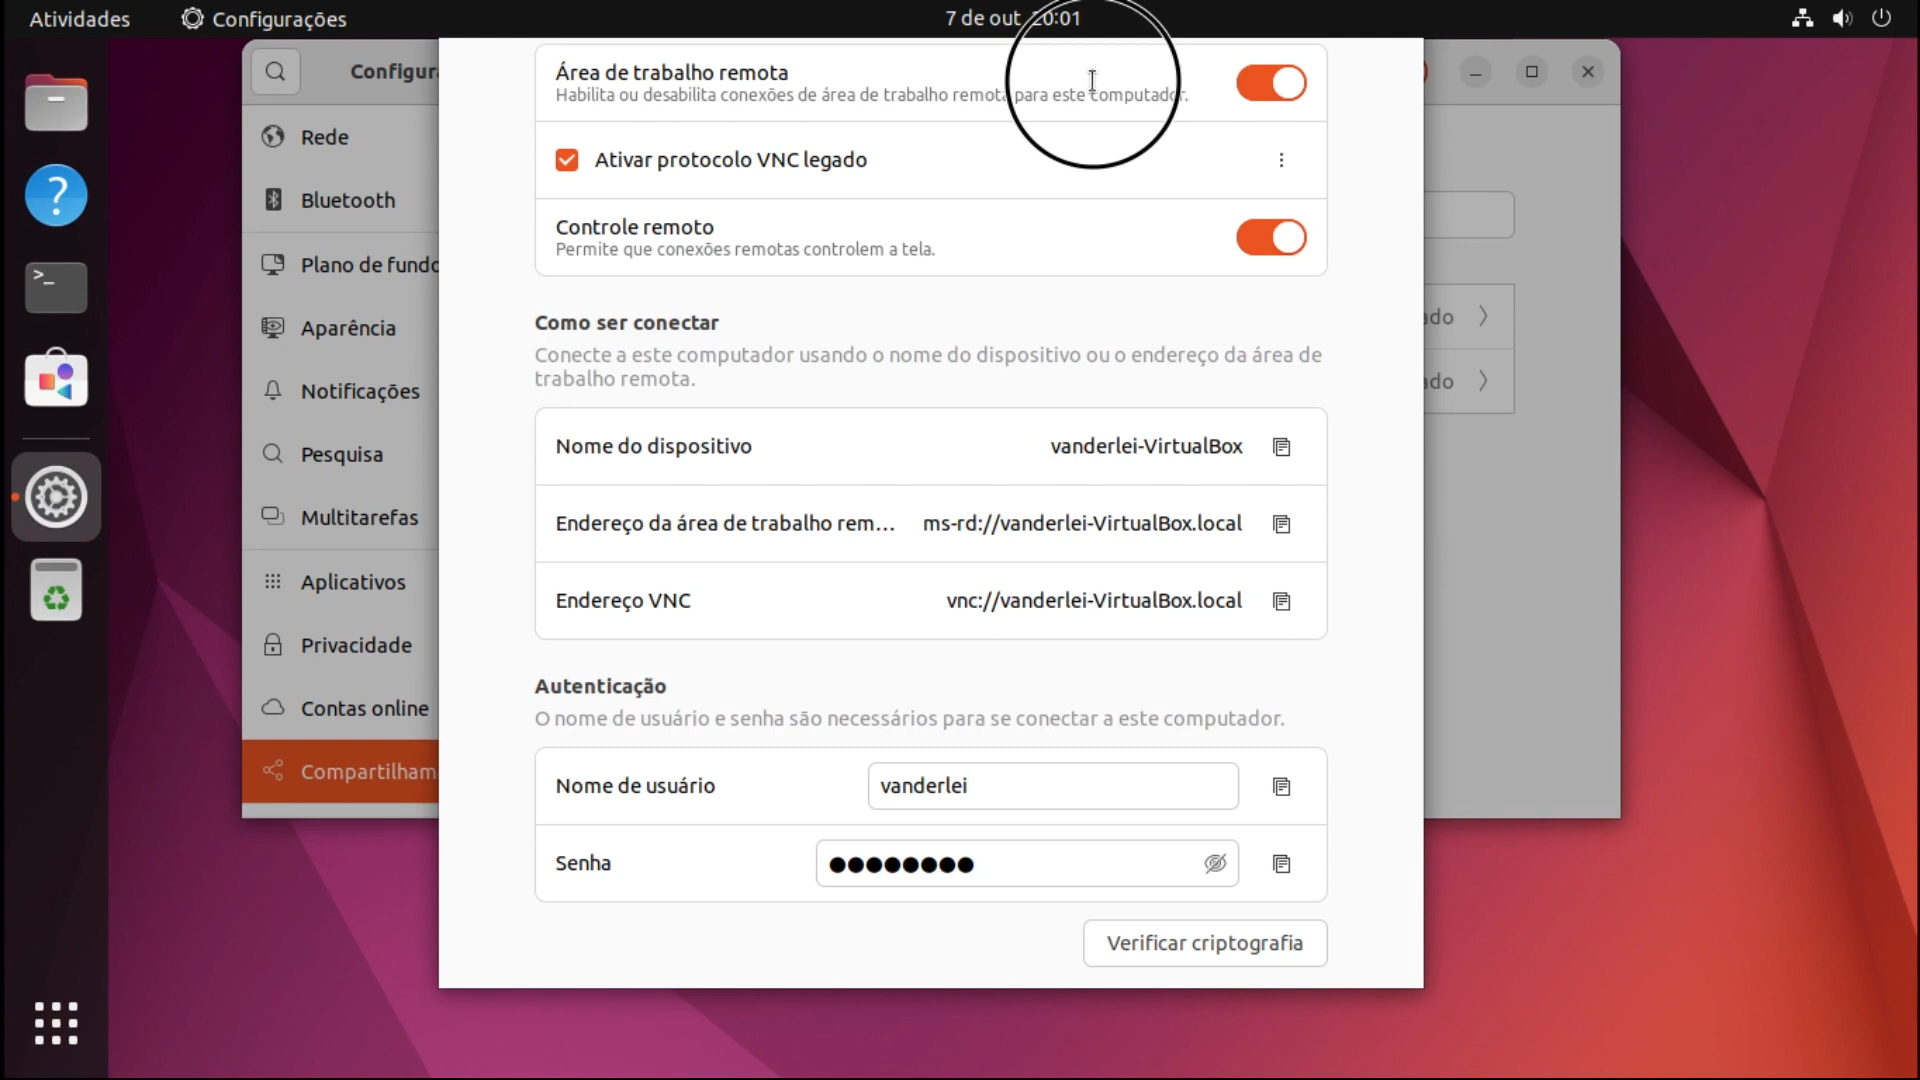 Atividades
Configurações
7 de out 20:01
Configura
Rede
Bluetooth
Plano de fundo
Aparência
Notificações
Pesquisa
Multitarefas
Aplicativos
Privacidade
Contas online
Compartilham
Área de trabalho remota
Habilita ou desabilita conexões de área de trabalho remota para este computador.
Ativar protocolo VNC legado
Controle remoto
Permite que conexões remotas controlem a tela.
Como ser conectar
Conecte a este computador usando o nome do dispositivo ou o endereço da área de
trabalho remota.
Nome do dispositivo vanderlei-VirtualBox
Endereço da área de trabalho rem... ms-rd://vanderlei-VirtualBox.local
Endereço VNC vnc://vanderlei-VirtualBox.local
Autenticação
O nome de usuário e senha são necessários para se conectar a este computador.
Nome de usuário vanderlei
Senha ●●●●●●●●
Verificar criptografia
ado
ado